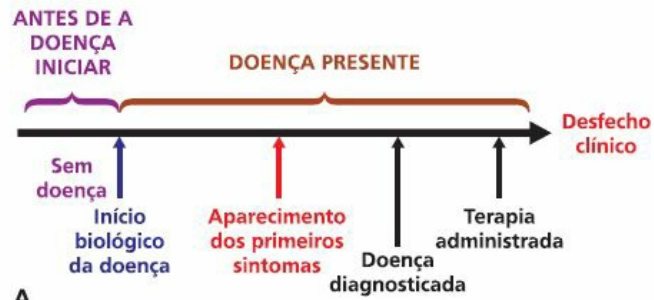 ANTES DE A
DOENÇA
INICIAR
DOENÇA PRESENTE
Desfecho
clínico
Sem
doença
Início
biológico
da doença
Aparecimento
dos primeiros
sintomas
Doença
diagnosticada
Terapia
administrada
A